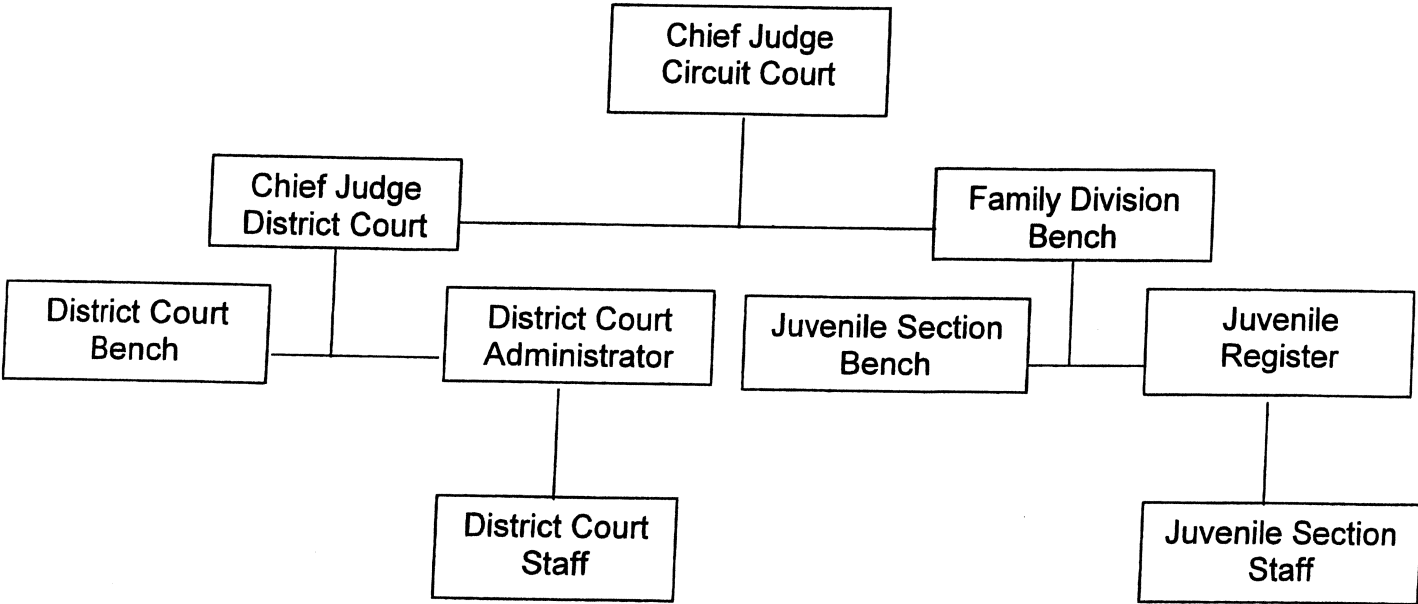 Chief Judge
Circuit Court
Chief Judge
District Court
Family Division
Bench
District Court
Bench
District Court
Administrator
Juvenile Section
Bench
Juvenile
Register
District Court
Staff
Juvenile Section
Staff